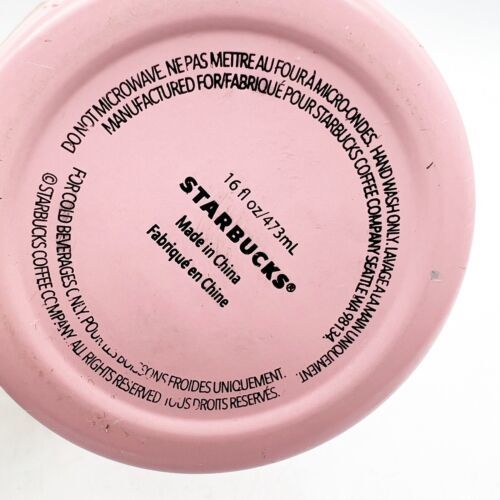 DO NOT MICROWAVE. NE PAS METTRE AU FOUR À MICRO-ONDES. HAND WASH ONLY. LAVAGE A LA MAIN UNIQUEMENT.
MANUFACTURED FOR/FABRIQUÉ POUR STARBUCKS COFFEE COMPANY SEATTLE WA 98134.
16 fl oz/473mL
STARBUCKS®
Made in China
Fabriqué en Chine
FOR COLD BEVERAGES ONLY. POUR LES BOISSONS FROIDES UNIQUEMENT.
© STARBUCKS COFFEE COMPANY. ALL RIGHTS RESERVED TOUS DROITS RESERVÉS.